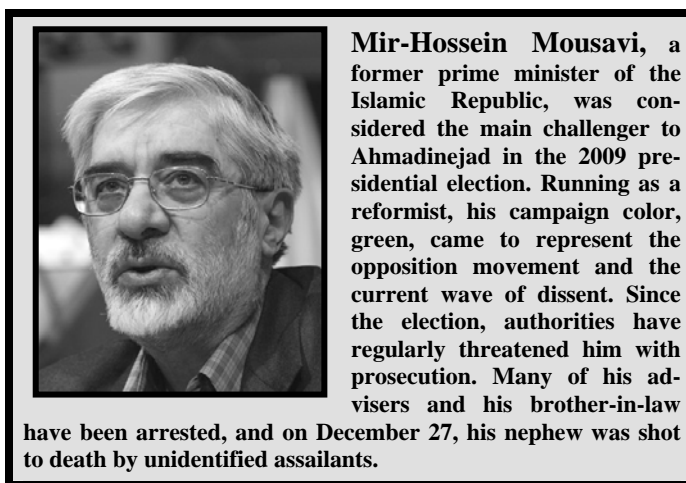 Mir-Hossein Mousavi, a
former prime minister of the
Islamic Republic, was con-
sidered the main challenger to
Ahmadinejad in the 2009 pre-
sidential election. Running as a
reformist, his campaign color,
green, came to represent the
opposition movement and the
current wave of dissent. Since
the election, authorities have
regularly threatened him with
prosecution. Many of his ad-
visers and his brother-in-law
have been arrested, and on December 27, his nephew was shot
to death by unidentified assailants.